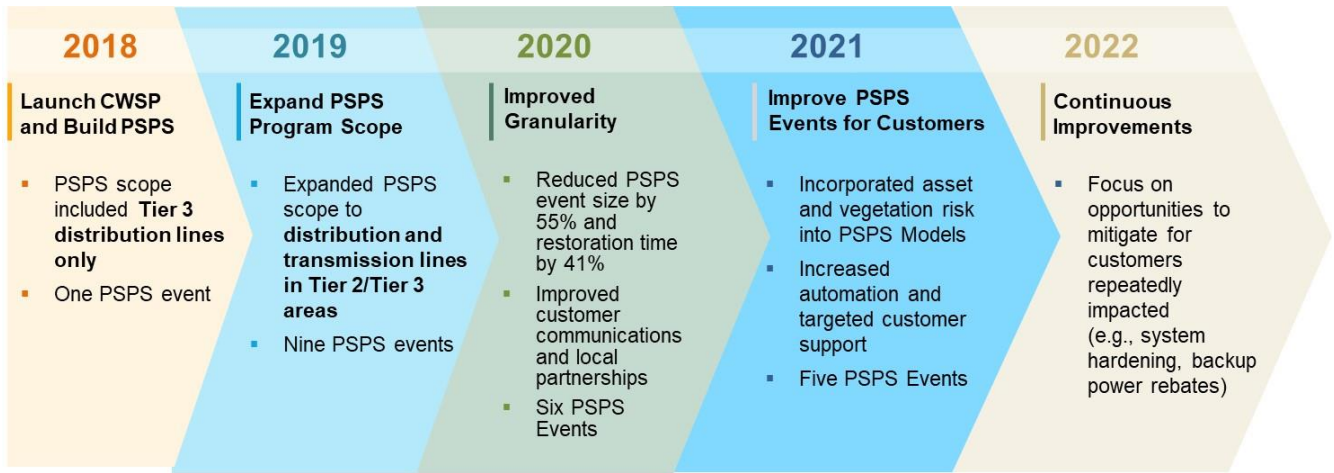 2018
Launch CWSP
and Build PSPS
▪ PSPS scope
included Tier 3
distribution lines
only
▪ One PSPS event
2019
Expand PSPS
Program Scope
▪ Expanded PSPS
scope to
distribution and
transmission lines
in Tier 2/Tier 3
areas
▪ Nine PSPS events
2020
Improved
Granularity
▪ Reduced PSPS
event size by
55% and
restoration time
by 41%
▪ Improved
customer
communications
and local
partnerships
▪ Six PSPS
Events
2021
Improve PSPS
Events for Customers
▪ Incorporated asset
and vegetation risk
into PSPS Models
▪ Increased
automation and
targeted customer
support
▪ Five PSPS Events
2022
Continuous
Improvements
▪ Focus on
opportunities to
mitigate for
customers
repeatedly
impacted
(e.g., system
hardening, backup
power rebates)